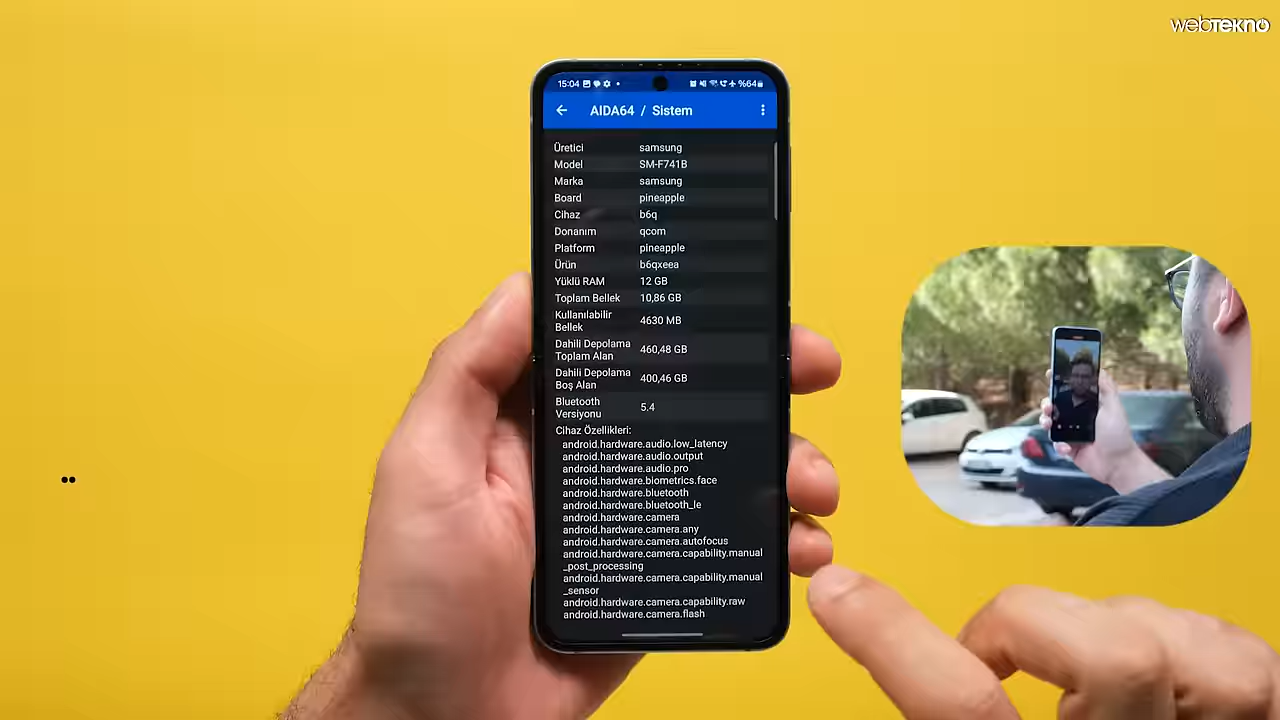 webtekno
15:04 %64
AIDA64 / Sistem
Üretici samsung
Model SM-F741B
Marka samsung
Board pineapple
Cihaz b6q
Donanım qcom
Platform pineapple
Ürün b6qxeea
Yüklü RAM 12 GB
Toplam Bellek 10,86 GB
Kullanılabilir
Bellek 4630 MB
Dahili Depolama
Toplam Alan 460,48 GB
Dahili Depolama
Boş Alan 400,46 GB
Bluetooth
Versiyonu 5.4
Cihaz Özellikleri:
android.hardware.audio.low_latency
android.hardware.audio.output
android.hardware.audio.pro
android.hardware.biometrics.face
android.hardware.bluetooth
android.hardware.bluetooth_le
android.hardware.camera
android.hardware.camera.any
android.hardware.camera.autofocus
android.hardware.camera.capability.manual
_post_processing
android.hardware.camera.capability.manual
_sensor
android.hardware.camera.capability.raw
android.hardware.camera.flash